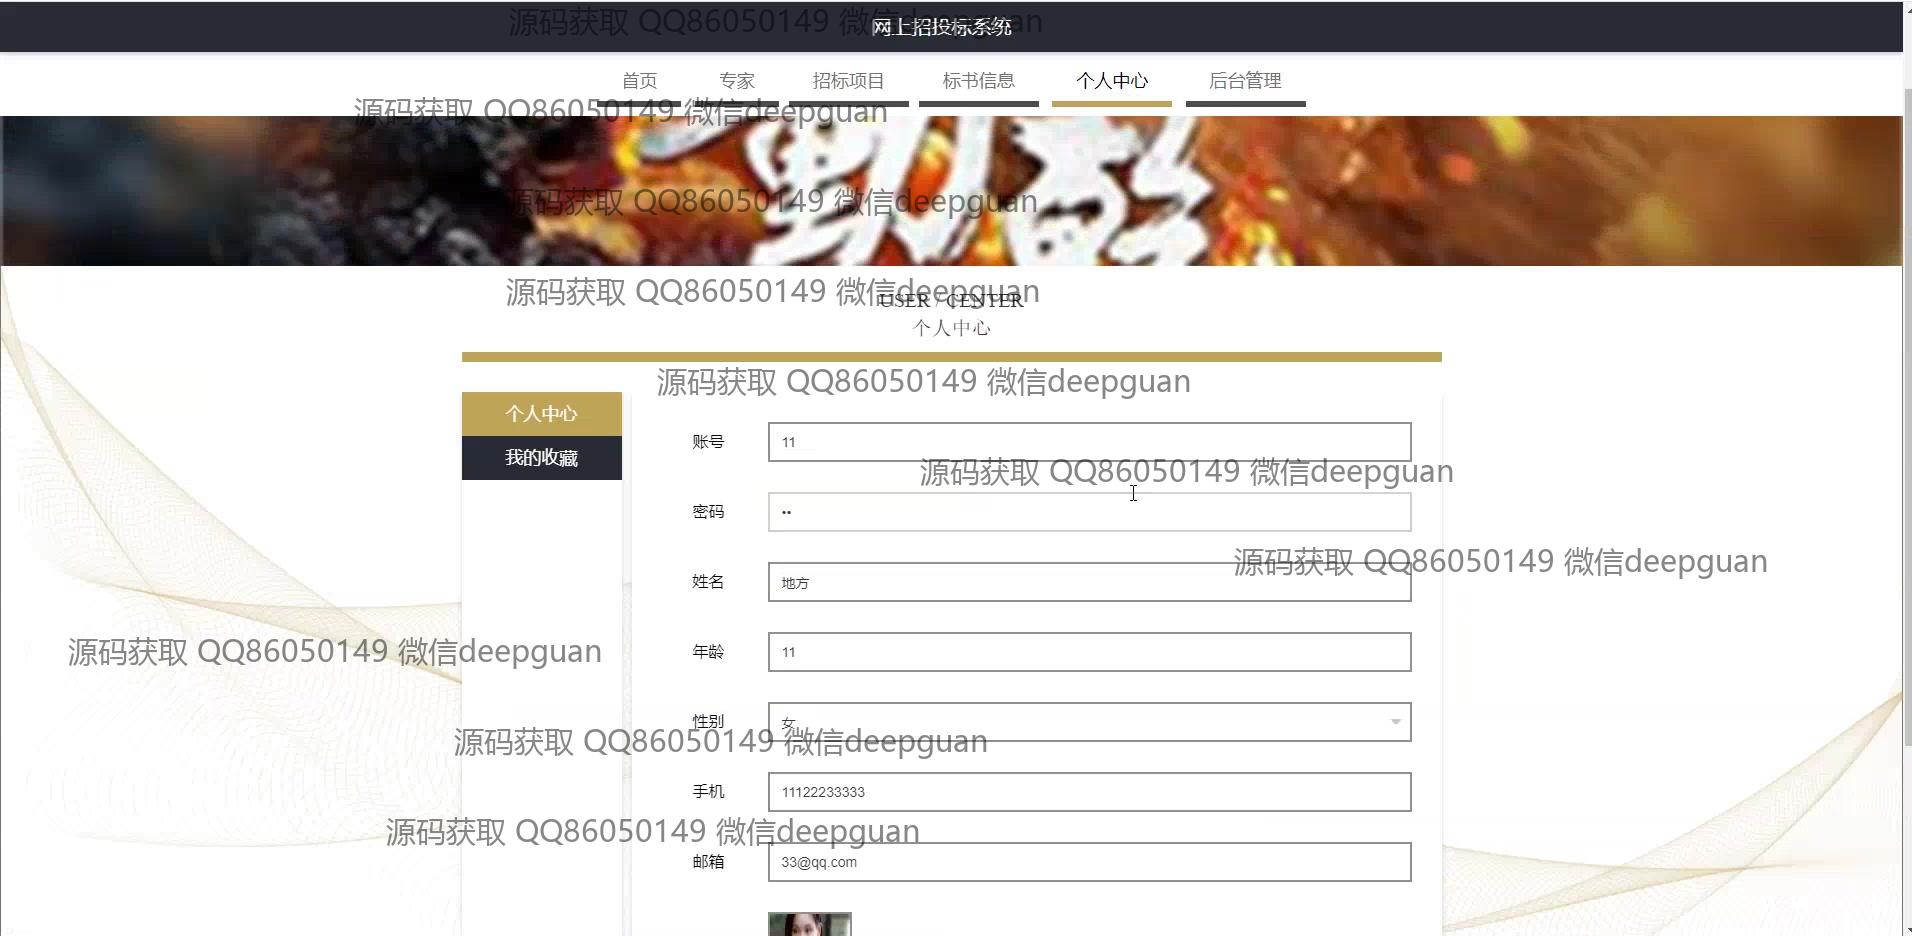 源码获取 QQ86050149 微信deepguan
网上招投标系统
首页 专家 招标项目 标书信息 个人中心 后台管理
源码获取 QQ86050149 微信deepguan
源码获取 QQ86050149 微信deepguan
源码获取 QQ86050149 微信deepguan
USER / CENTER
个人中心
源码获取 QQ86050149 微信deepguan
个人中心
我的收藏
账号 11
源码获取 QQ86050149 微信deepguan
密码 ••
姓名 地方
源码获取 QQ86050149 微信deepguan
年龄 11
源码获取 QQ86050149 微信deepguan
性别 女
源码获取 QQ86050149 微信deepguan
手机 11122233333
源码获取 QQ86050149 微信deepguan
邮箱 33@qq.com